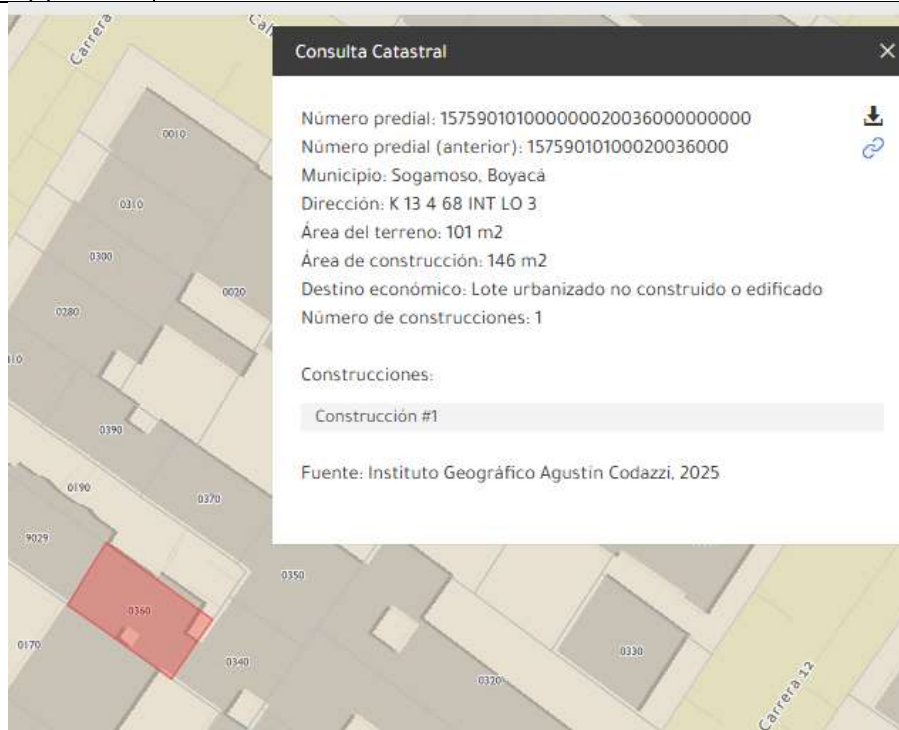 Carrera
Consulta Catastral
Número predial: 157590101000000020036000000000
Número predial (anterior): 15759010100020036000
Municipio: Sogamoso, Boyacá
Dirección: K 13 4 68 INT LO 3
Área del terreno: 101 m2
Área de construcción: 146 m2
Destino económico: Lote urbanizado no construido o edificado
Número de construcciones: 1
Construcciones:
Construcción #1
Fuente: Instituto Geográfico Agustín Codazzi, 2025
0010
0310
0300
0020
0280
0390
0190
0370
9029
0350
0360
0170
0340
0330
0320
Carrera 12